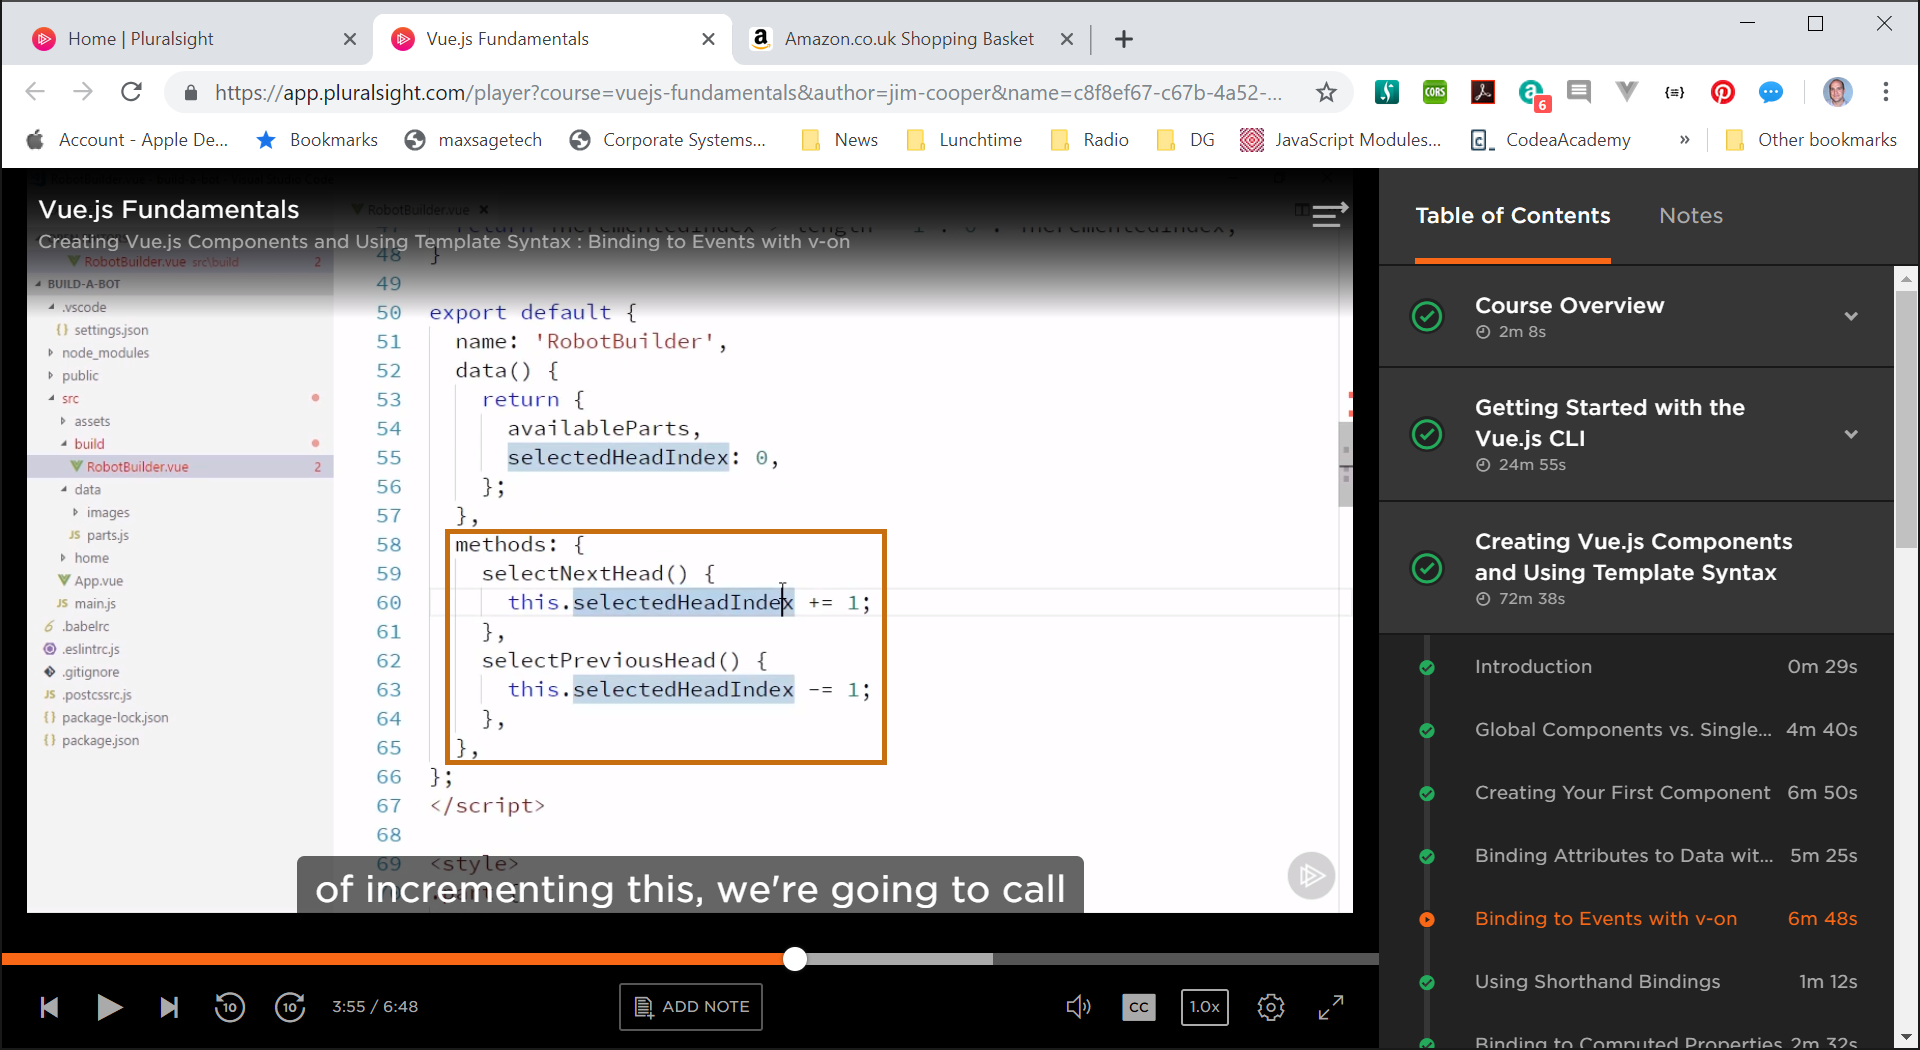 Home | Pluralsight
Vue.js Fundamentals
Amazon.co.uk Shopping Basket
https://app.pluralsight.com/player?course=vuejs-fundamentals&author=jim-cooper&name=c8f8ef67-c67b-4a52-...
CORS
6
Account - Apple De...
Bookmarks
maxsagetech
Corporate Systems...
News
Lunchtime
Radio
DG
JavaScript Modules...
CodeaAcademy
»
Other bookmarks
Vue.js Fundamentals
Creating Vue.js Components and Using Template Syntax : Binding to Events with v-on
RobotBuilder.vue
RobotBuilder.vue src\build 2
BUILD-A-BOT
.vscode
{} settings.json
node_modules
public
src
assets
build
RobotBuilder.vue 2
data
images
JS parts.js
home
App.vue
JS main.js
.babelrc
.eslintrc.js
.gitignore
JS .postcssrc.js
{} package-lock.json
{} package.json
48 }
49
50 export default {
51 name: 'RobotBuilder',
52 data() {
53 return {
54 availableParts,
55 selectedHeadIndex: 0,
56 };
57 },
58 methods: {
59 selectNextHead() {
60 this.selectedHeadIndex += 1;
61 },
62 selectPreviousHead() {
63 this.selectedHeadIndex -= 1;
64 },
65 },
66 };
67 </script>
68
69 <style>
of incrementing this, we're going to call
10
10
3:55 / 6:48
ADD NOTE
CC
1.0x
Table of Contents
Notes
Course Overview
2m 8s
Getting Started with the
Vue.js CLI
24m 55s
Creating Vue.js Components
and Using Template Syntax
72m 38s
Introduction 0m 29s
Global Components vs. Single... 4m 40s
Creating Your First Component 6m 50s
Binding Attributes to Data wit... 5m 25s
Binding to Events with v-on 6m 48s
Using Shorthand Bindings 1m 12s
Binding to Computed Properties 2m 32s